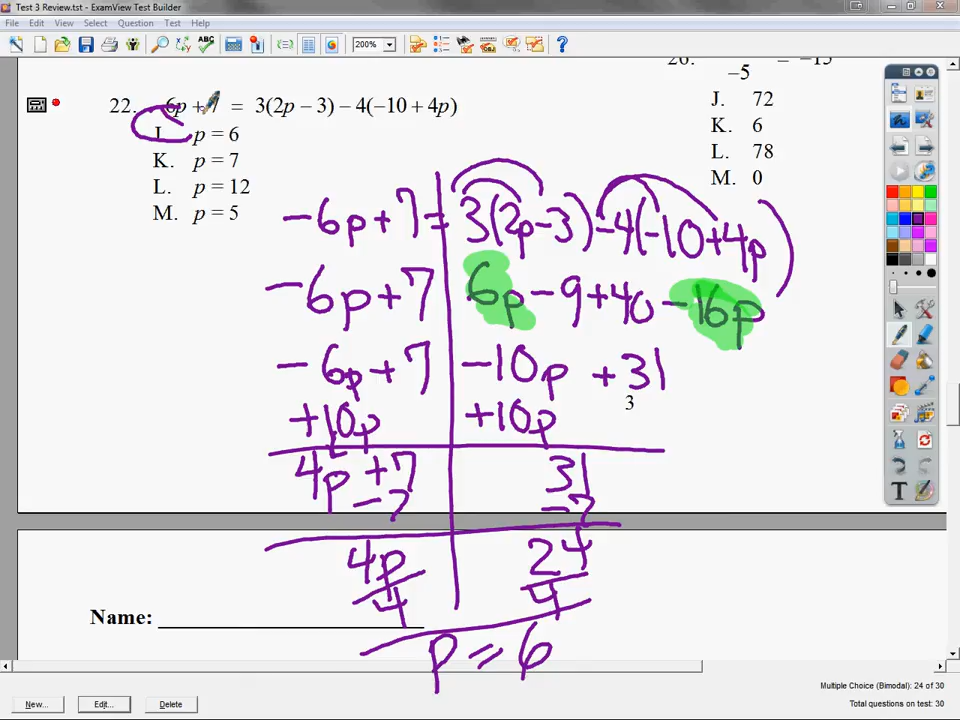 Test 3 Review.tst - ExamView Test Builder
File Edit View Select Question Test Help
200%
−5
= −15
J. 72
K. 6
L. 78
M. 0
22. 6p + 7 = 3(2p − 3) − 4(−10 + 4p)
J. p = 6
K. p = 7
L. p = 12
M. p = 5
-6p+7= 3(2p-3)-4(-10+4p)
-6p+7 6p-9+40-16p
-6p+7 -10p +31
3
+10p +10p
4p+7 31
-7 -7
4p 24
4 4
p = 6
Name:
New... Edit... Delete
Multiple Choice (Bimodal): 24 of 30
Total questions on test: 30